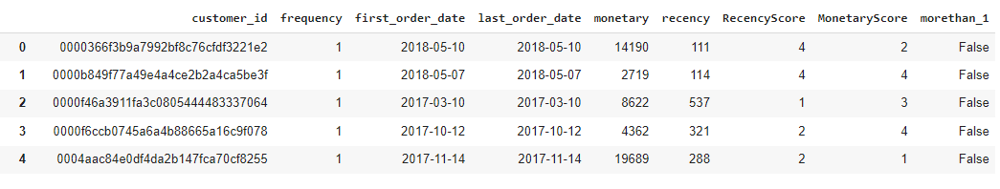 customer_id frequency first_order_date last_order_date monetary recency RecencyScore MonetaryScore morethan_1
0 0000366f3b9a7992bf8c76cfdf3221e2 1 2018-05-10 2018-05-10 14190 111 4 2 False
1 0000b849f77a49e4a4ce2b2a4ca5be3f 1 2018-05-07 2018-05-07 2719 114 4 4 False
2 0000f46a3911fa3c0805444483337064 1 2017-03-10 2017-03-10 8622 537 1 3 False
3 0000f6ccb0745a6a4b88665a16c9f078 1 2017-10-12 2017-10-12 4362 321 2 4 False
4 0004aac84e0df4da2b147fca70cf8255 1 2017-11-14 2017-11-14 19689 288 2 1 False